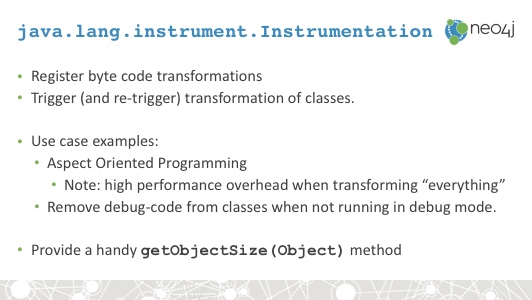 java.lang.instrument.Instrumentation
neo4j
• Register byte code transformations
• Trigger (and re-trigger) transformation of classes.
• Use case examples:
• Aspect Oriented Programming
• Note: high performance overhead when transforming “everything”
• Remove debug-code from classes when not running in debug mode.
• Provide a handy getObjectSize(Object) method